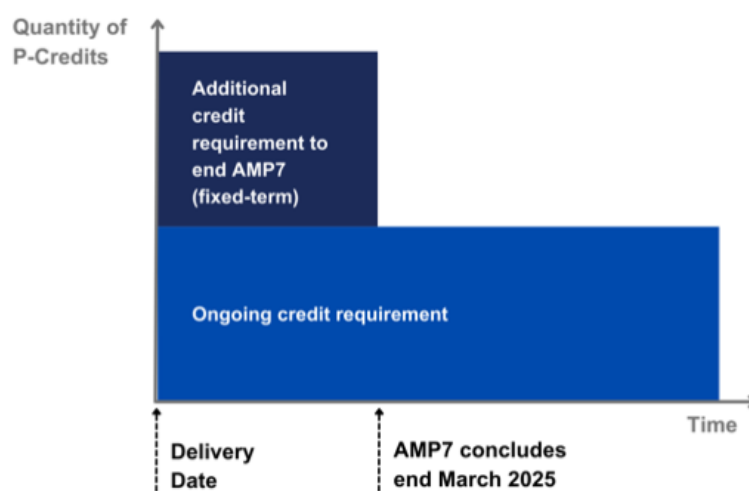 Quantity of
P-Credits
Additional
credit
requirement to
end AMP7
(fixed-term)
Ongoing credit requirement
Time
Delivery
Date
AMP7 concludes
end March 2025